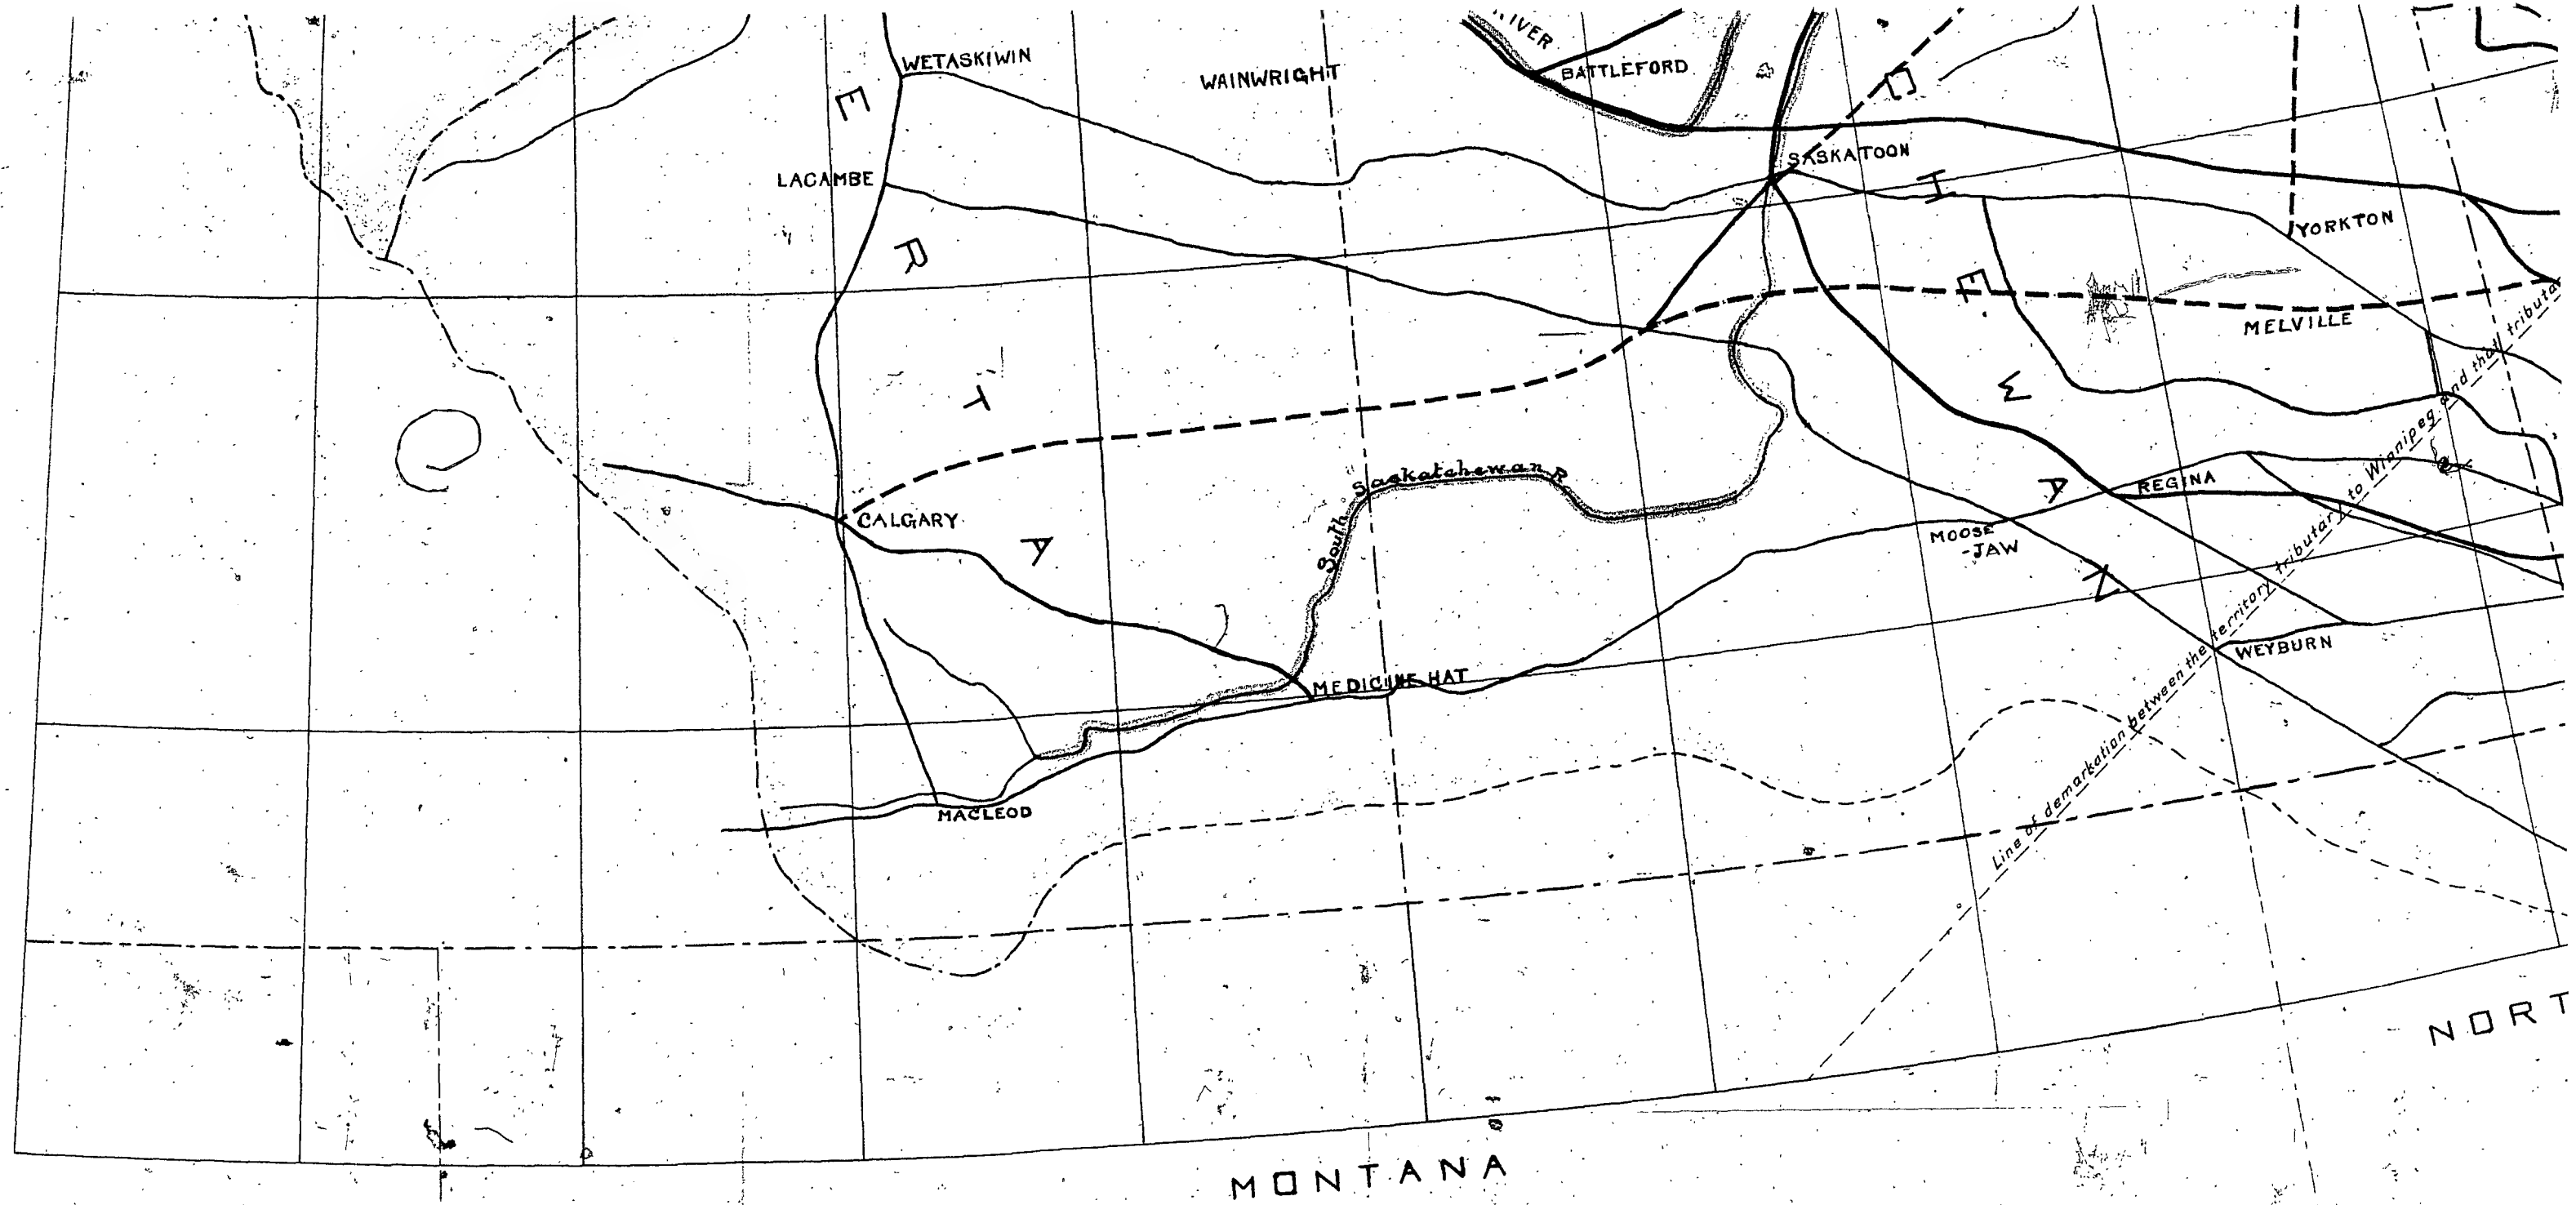 RIVER
WETASKIWIN
WAINWRIGHT
BATTLEFORD
LACAMBE
SASKATOON
YORKTON
MELVILLE
E R T A
C H E W A N
South Saskatchewan R.
CALGARY
REGINA
MOOSE
-JAW
WEYBURN
MEDICINE HAT
MACLEOD
Line of demarkation between the territory tributary to Winnipeg and that tributa
NORT
MONTANA